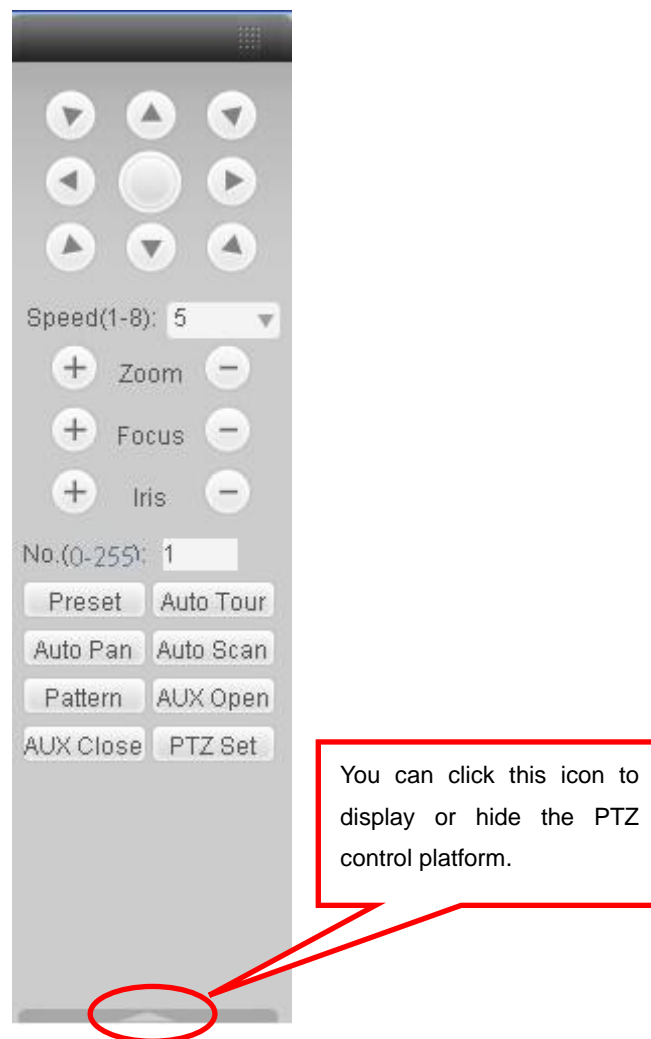 Speed(1-8): 5
+ Zoom −
+ Focus −
+ Iris −
No.(0-255): 1
Preset Auto Tour
Auto Pan Auto Scan
Pattern AUX Open
AUX Close PTZ Set
You can click this icon to
display or hide the PTZ
control platform.